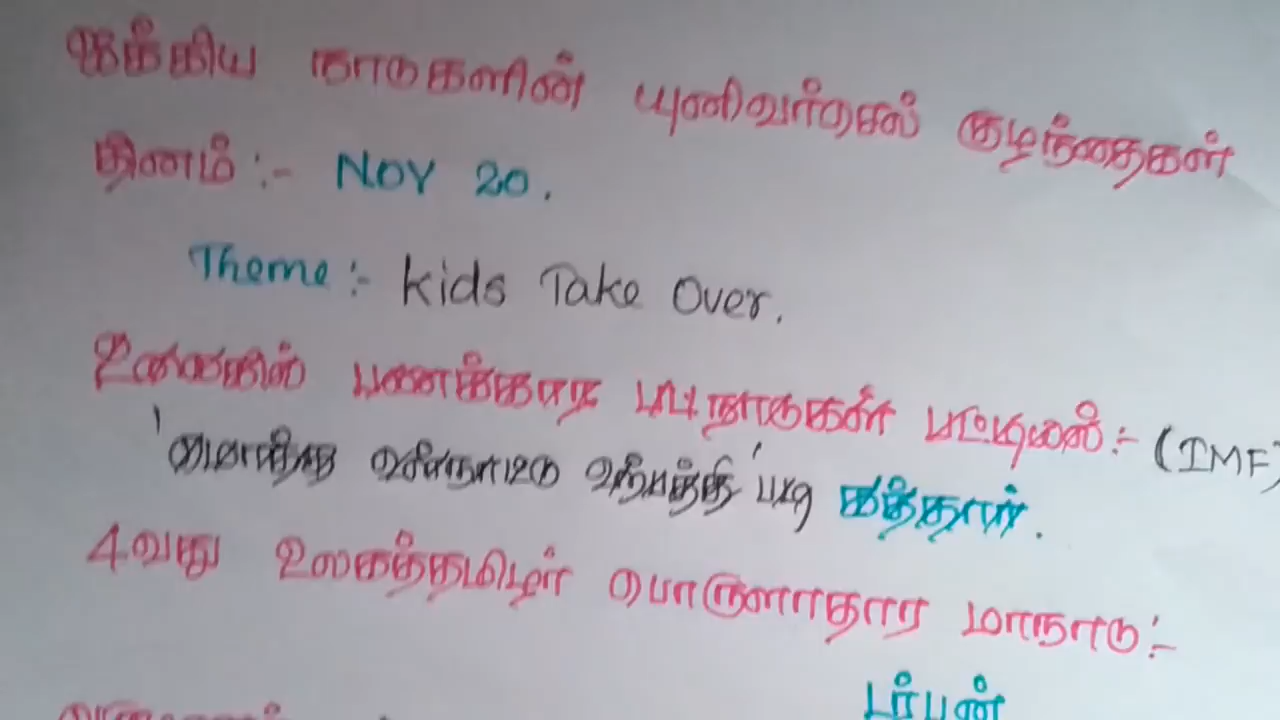 ஐக்கிய நாடுகளின் யுனிவர்சல் குழந்தைகள்
தினம் :- NOV 20.
Theme :- Kids Take Over.
உலகில் பணக்கார நாடுகள் பட்டியல் :- (IMF)
'மொத்த உள்நாட்டு உற்பத்தி' படி கத்தார்.
4வது உலகத்தமிழர் பொருளாதார மாநாடு :-
டர்பன்